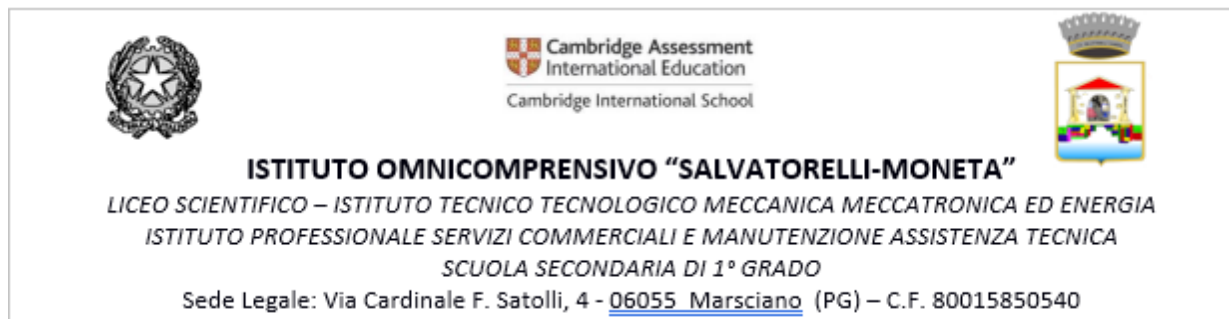 Cambridge Assessment
International Education
Cambridge International School
ISTITUTO OMNICOMPRENSIVO “SALVATORELLI-MONETA”
LICEO SCIENTIFICO – ISTITUTO TECNICO TECNOLOGICO MECCANICA MECCATRONICA ED ENERGIA
ISTITUTO PROFESSIONALE SERVIZI COMMERCIALI E MANUTENZIONE ASSISTENZA TECNICA
SCUOLA SECONDARIA DI 1° GRADO
Sede Legale: Via Cardinale F. Satolli, 4 - 06055 Marsciano (PG) – C.F. 80015850540